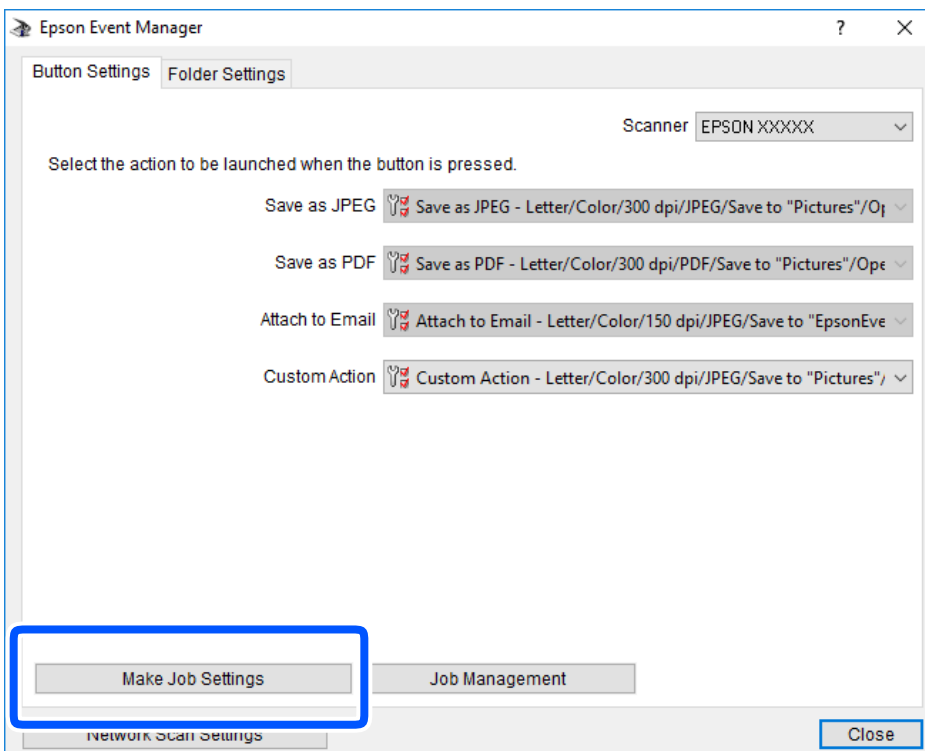 Epson Event Manager
Button Settings Folder Settings
Scanner EPSON XXXXX
Select the action to be launched when the button is pressed.
Save as JPEG Save as JPEG - Letter/Color/300 dpi/JPEG/Save to "Pictures"/Op
Save as PDF Save as PDF - Letter/Color/300 dpi/PDF/Save to "Pictures"/Ope
Attach to Email Attach to Email - Letter/Color/150 dpi/JPEG/Save to "EpsonEve
Custom Action Custom Action - Letter/Color/300 dpi/JPEG/Save to "Pictures"/
Make Job Settings Job Management
Network Scan Settings Close